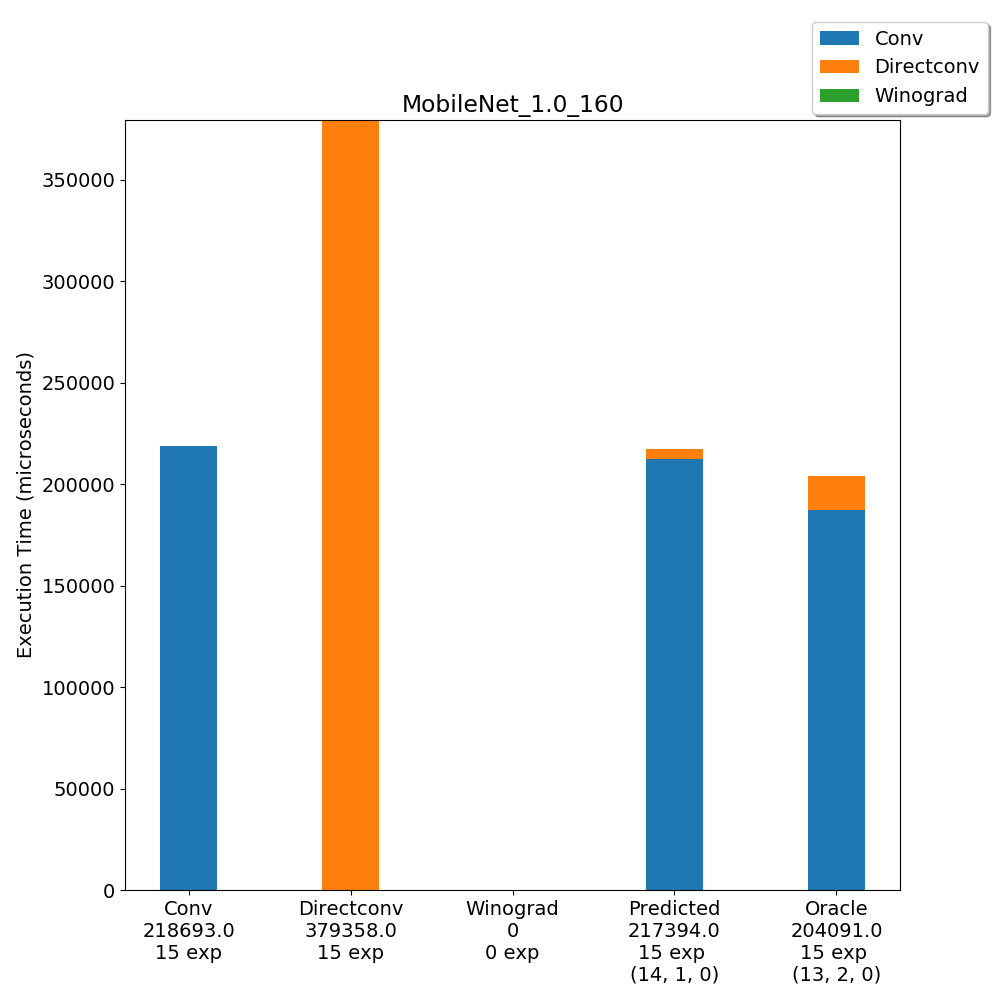 Conv
Directconv
Winograd
MobileNet_1.0_160
Execution Time (microseconds)
350000
300000
250000
200000
150000
100000
50000
0
Conv
218693.0
15 exp
Directconv
379358.0
15 exp
Winograd
0
0 exp
Predicted
217394.0
15 exp
(14, 1, 0)
Oracle
204091.0
15 exp
(13, 2, 0)